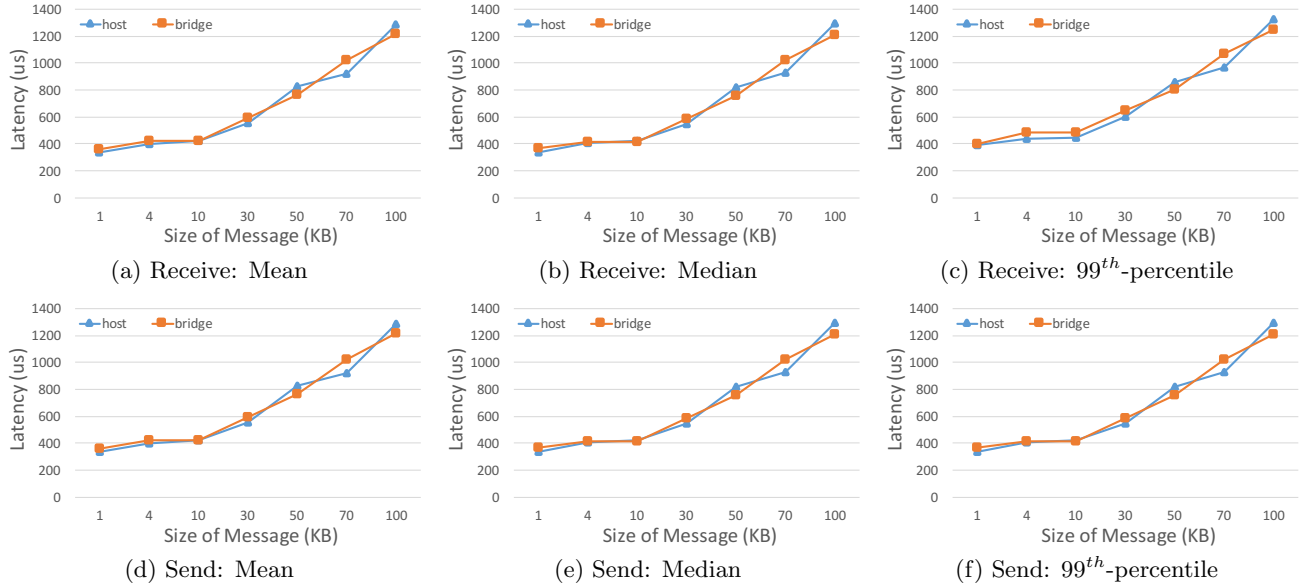 1400
1200
1000
800
600
400
200
0
Latency (us)
host bridge
1 4 10 30 50 70 100
Size of Message (KB)
(a) Receive: Mean
1400
1200
1000
800
600
400
200
0
Latency (us)
host bridge
1 4 10 30 50 70 100
Size of Message (KB)
(b) Receive: Median
1400
1200
1000
800
600
400
200
0
Latency (us)
host bridge
1 4 10 30 50 70 100
Size of Message (KB)
(c) Receive: 99th-percentile
1400
1200
1000
800
600
400
200
0
Latency (us)
host bridge
1 4 10 30 50 70 100
Size of Message (KB)
(d) Send: Mean
1400
1200
1000
800
600
400
200
0
Latency (us)
host bridge
1 4 10 30 50 70 100
Size of Message (KB)
(e) Send: Median
1400
1200
1000
800
600
400
200
0
Latency (us)
host bridge
1 4 10 30 50 70 100
Size of Message (KB)
(f) Send: 99th-percentile